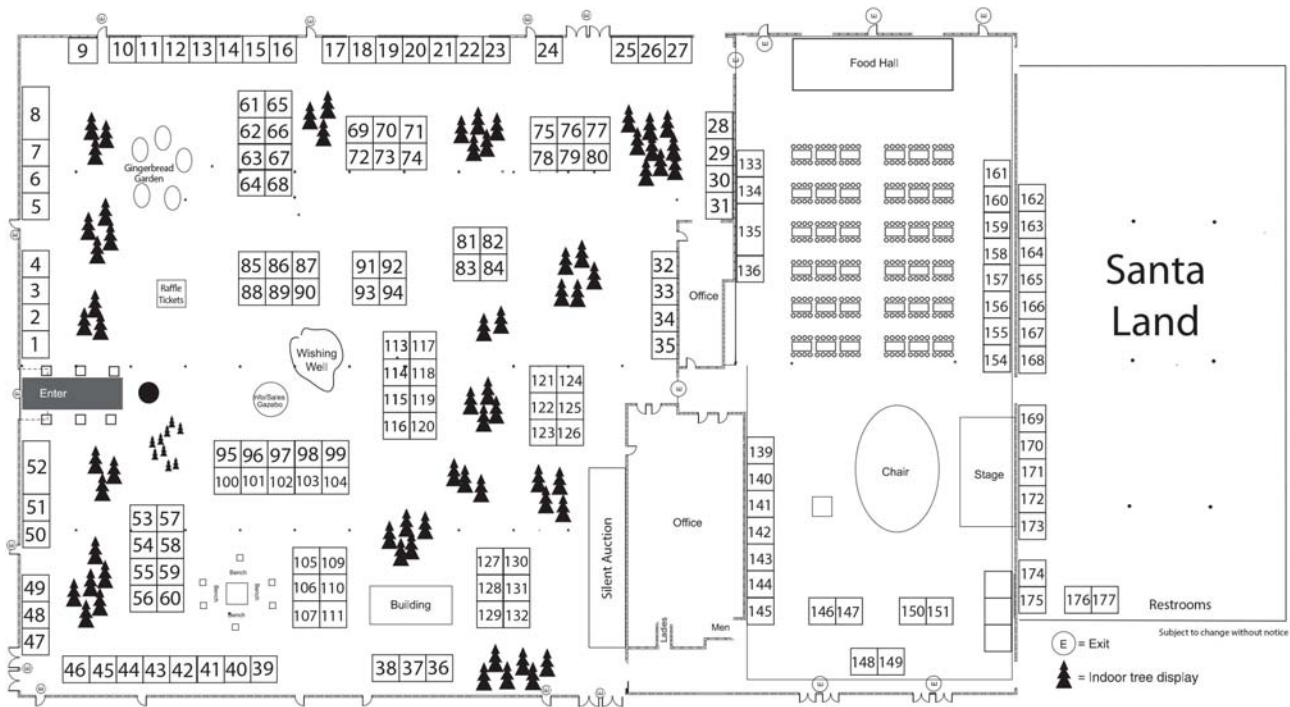 9 10 11 12 13 14 15 16 17 18 19 20 21 22 23 24 25 26 27
Food Hall
8
7
6
5
Gingerbread
Garden
61 65
62 66
63 67
64 68
69 70 71
72 73 74
75 76 77
78 79 80
28
29
30
31
133
134
135
136
161
160
159
158
157
156
155
154
162
163
164
165
166
167
168
Santa
Land
4
3
2
1
Raffle
Tickets
85 86 87
88 89 90
91 92
93 94
81 82
83 84
32
33
34
35
Office
Wishing
Well
113 117
114 118
115 119
116 120
121 124
122 125
123 126
Enter
Info/Sales
Gazebo
52
51
50
95 96 97 98 99
100 101 102 103 104
53 57
54 58
55 59
56 60
49
48
47
Bench
Bench
Bench
Bench
105 109
106 110
107 111
Building
127 130
128 131
129 132
Silent Auction
Office
Ladies
Men
139
140
141
142
143
144
145
Chair
Stage
169
170
171
172
173
174
175
176 177
Restrooms
146 147
150 151
148 149
46 45 44 43 42 41 40 39
38 37 36
Subject to change without notice
E = Exit
= Indoor tree display